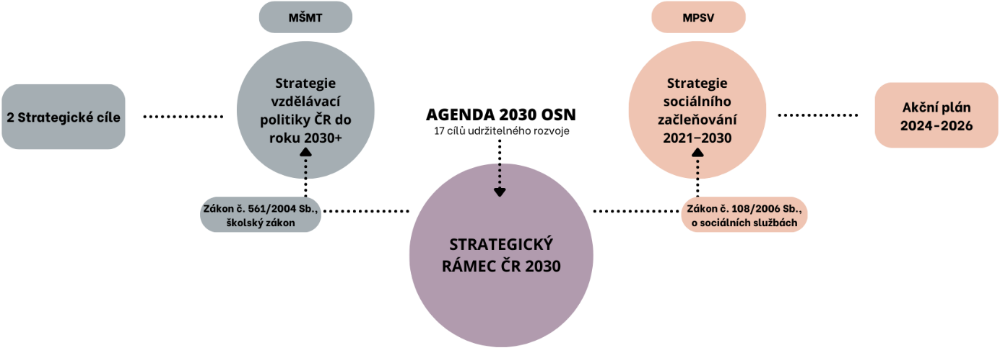 MŠMT
MPSV
Strategie
vzdělávací
politiky ČR do
roku 2030+
Strategie
sociálního
začleňování
2021–2030
2 Strategické cíle
AGENDA 2030 OSN
17 cílů udržitelného rozvoje
Akční plán
2024-2026
Zákon č. 561/2004 Sb.,
školský zákon
Zákon č. 108/2006 Sb.,
o sociálních službách
STRATEGICKÝ
RÁMEC ČR 2030